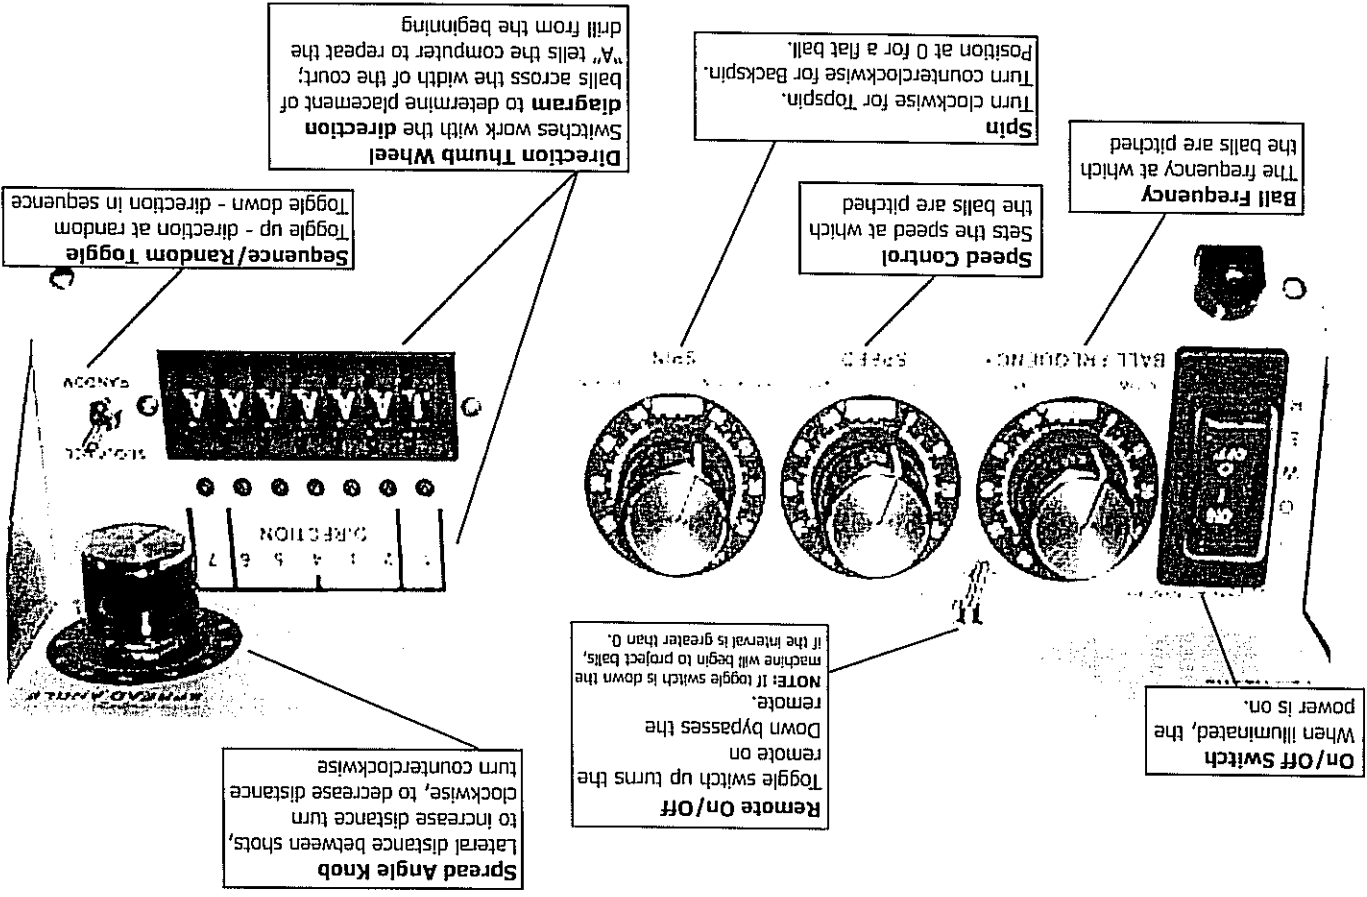 On/Off Switch
When illuminated, the
power is on.
Remote On/Off
Toggle switch up turns the
remote on
Down bypasses the
remote.
NOTE: If toggle switch is down the
machine will begin to project balls,
if the interval is greater than 0.
Spread Angle Knob
Lateral distance between shots,
to increase distance turn
clockwise, to decrease distance
turn counterclockwise
SPREAD ANGLE
2 3 4 5 6 7
DIRECTION
ON
OFF
A A A A A A
RANDOM
BALL FREQUENCY
SPEED
SPIN
Ball Frequency
The frequency at which
the balls are pitched
Speed Control
Sets the speed at which
the balls are pitched
Spin
Turn clockwise for Topspin.
Turn counterclockwise for Backspin.
Position at 0 for a flat ball.
Direction Thumb Wheel
Switches work with the direction
diagram to determine placement of
balls across the width of the court;
"A" tells the computer to repeat the
drill from the beginning
Sequence/Random Toggle
Toggle up - direction at random
Toggle down - direction in sequence